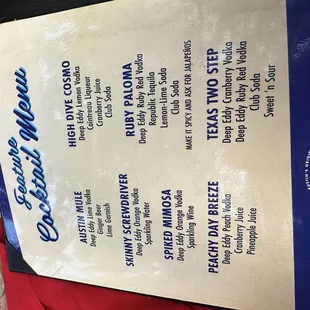 Feature
Cocktail Menu
HIGH DIVE COSMO
Deep Eddy Lemon Vodka
Cointreau Liqueur
Cranberry Juice
Club Soda
RUBY PALOMA
Deep Eddy Ruby Red Vodka
Republic Tequila
Lemon-Lime Soda
Club Soda
MAKE IT SPICY AND ASK FOR JALAPEÑOS
TEXAS TWO STEP
Deep Eddy Cranberry Vodka
Deep Eddy Ruby Red Vodka
Club Soda
Sweet 'n Sour
AUSTIN MULE
Deep Eddy Lime Vodka
Ginger Beer
Lime Garnish
SKINNY SCREWDRIVER
Deep Eddy Orange Vodka
Sparkling Water
SPIKED MIMOSA
Deep Eddy Orange Vodka
Sparkling Wine
PEACHY DAY BREEZE
Deep Eddy Peach Vodka
Cranberry Juice
Pineapple Juice